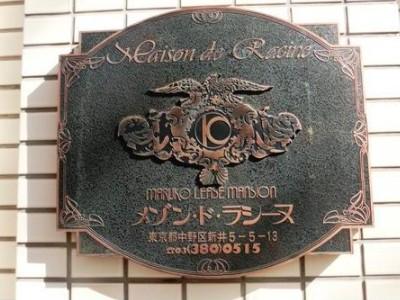 Maison de Racine
MARUKO LEASE MANSION
メゾン・ド・ラシーヌ
東京都中野区新井5-5-13
☎03(380)0515